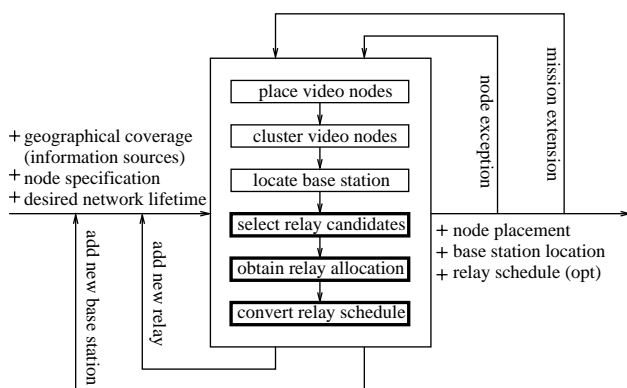 + geographical coverage
(information sources)
+ node specification
+ desired network lifetime
add new base station
add new relay
place video nodes
cluster video nodes
locate base station
select relay candidates
obtain relay allocation
convert relay schedule
node exception
mission extension
+ node placement
+ base station location
+ relay schedule (opt)